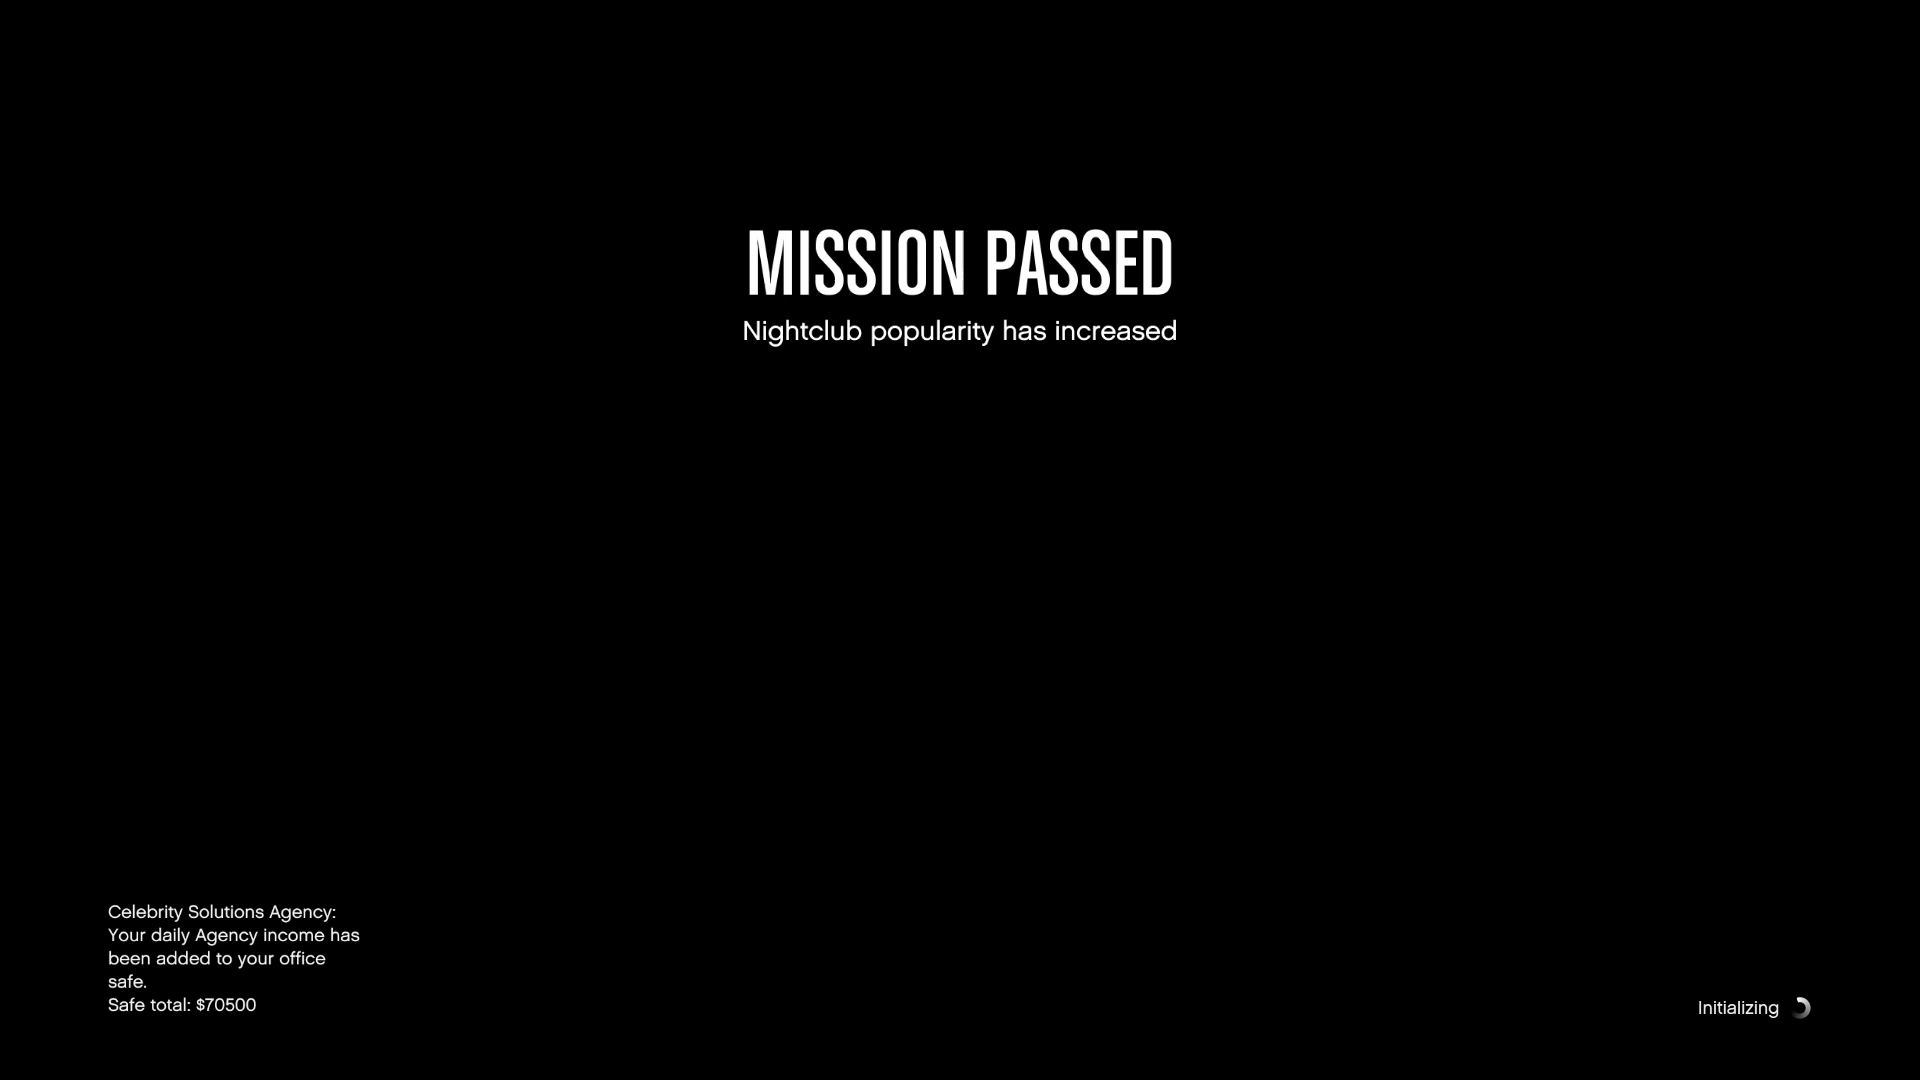 MISSION PASSED
Nightclub popularity has increased
Celebrity Solutions Agency:
Your daily Agency income has
been added to your office
safe.
Safe total: $70500
Initializing